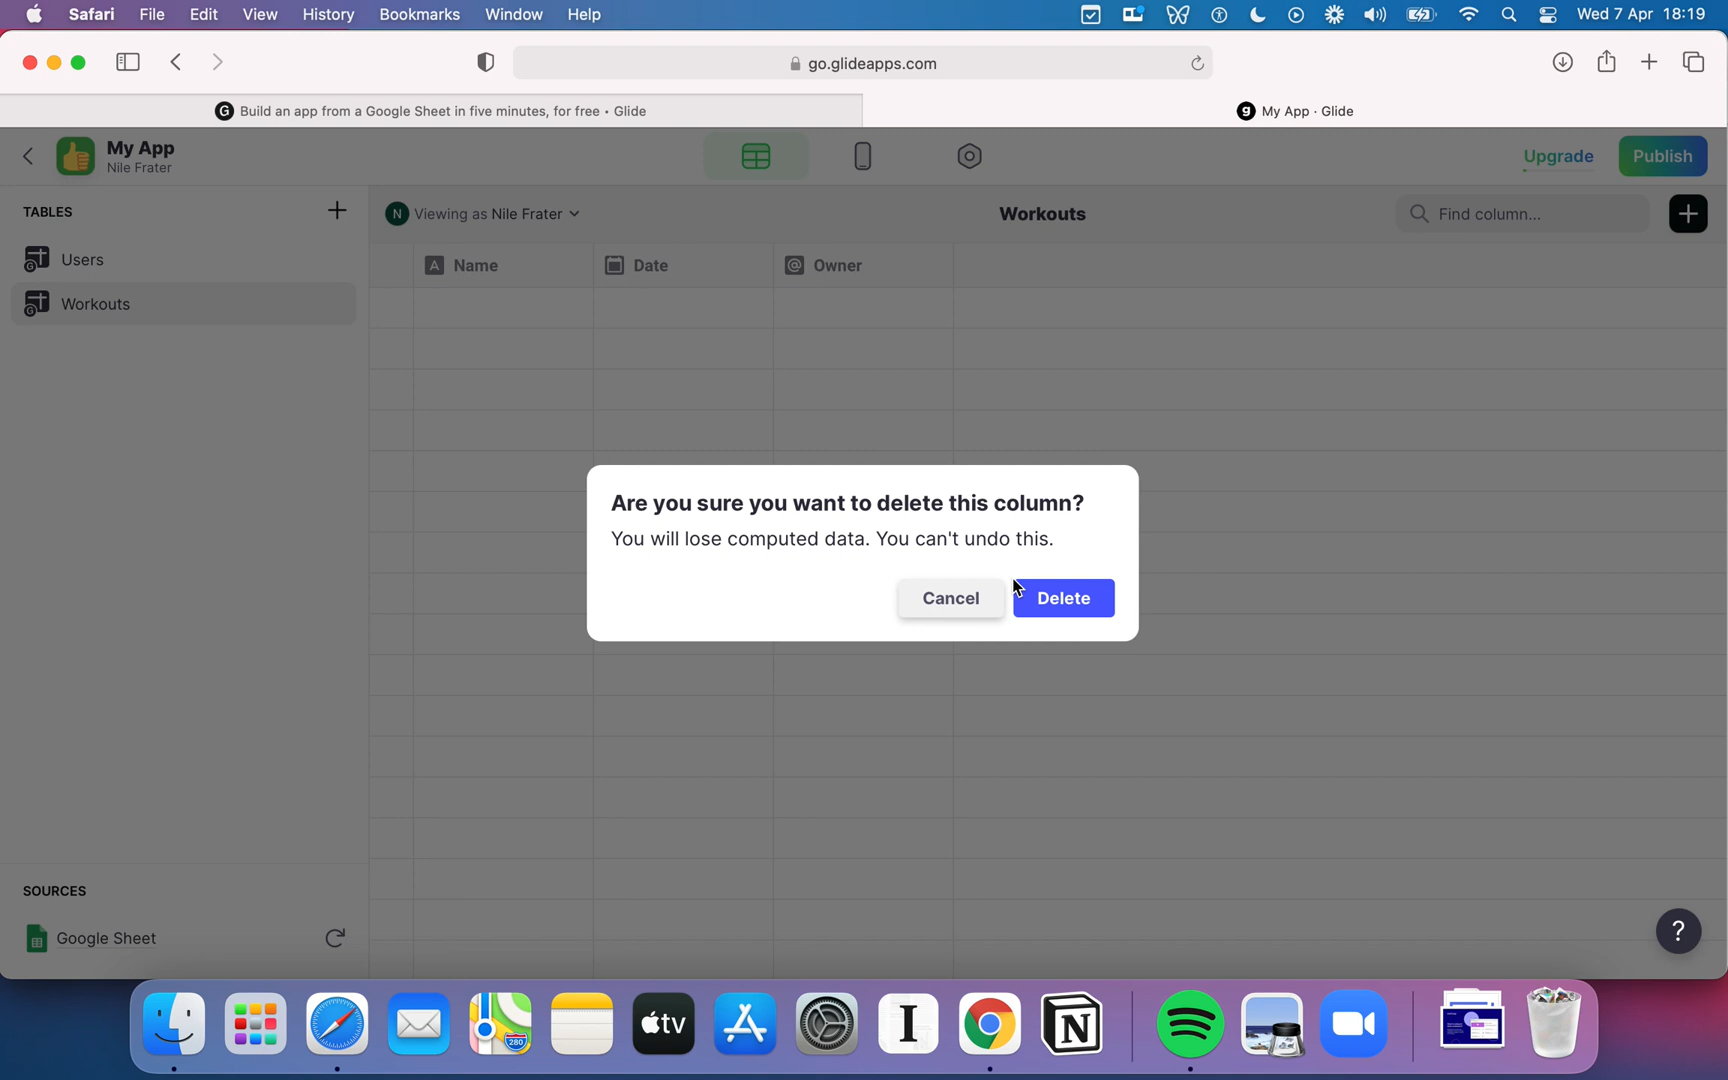 Safari File Edit View History Bookmarks Window Help Wed 7 Apr 18:19
go.glideapps.com
G Build an app from a Google Sheet in five minutes, for free • Glide
g My App · Glide
My App
Nile Frater
Upgrade
Publish
TABLES
Users
Workouts
N Viewing as Nile Frater
Workouts
Find column...
A Name
Date
@ Owner
Are you sure you want to delete this column?
You will lose computed data. You can't undo this.
Cancel
Delete
SOURCES
Google Sheet
?
280
tv
I
N